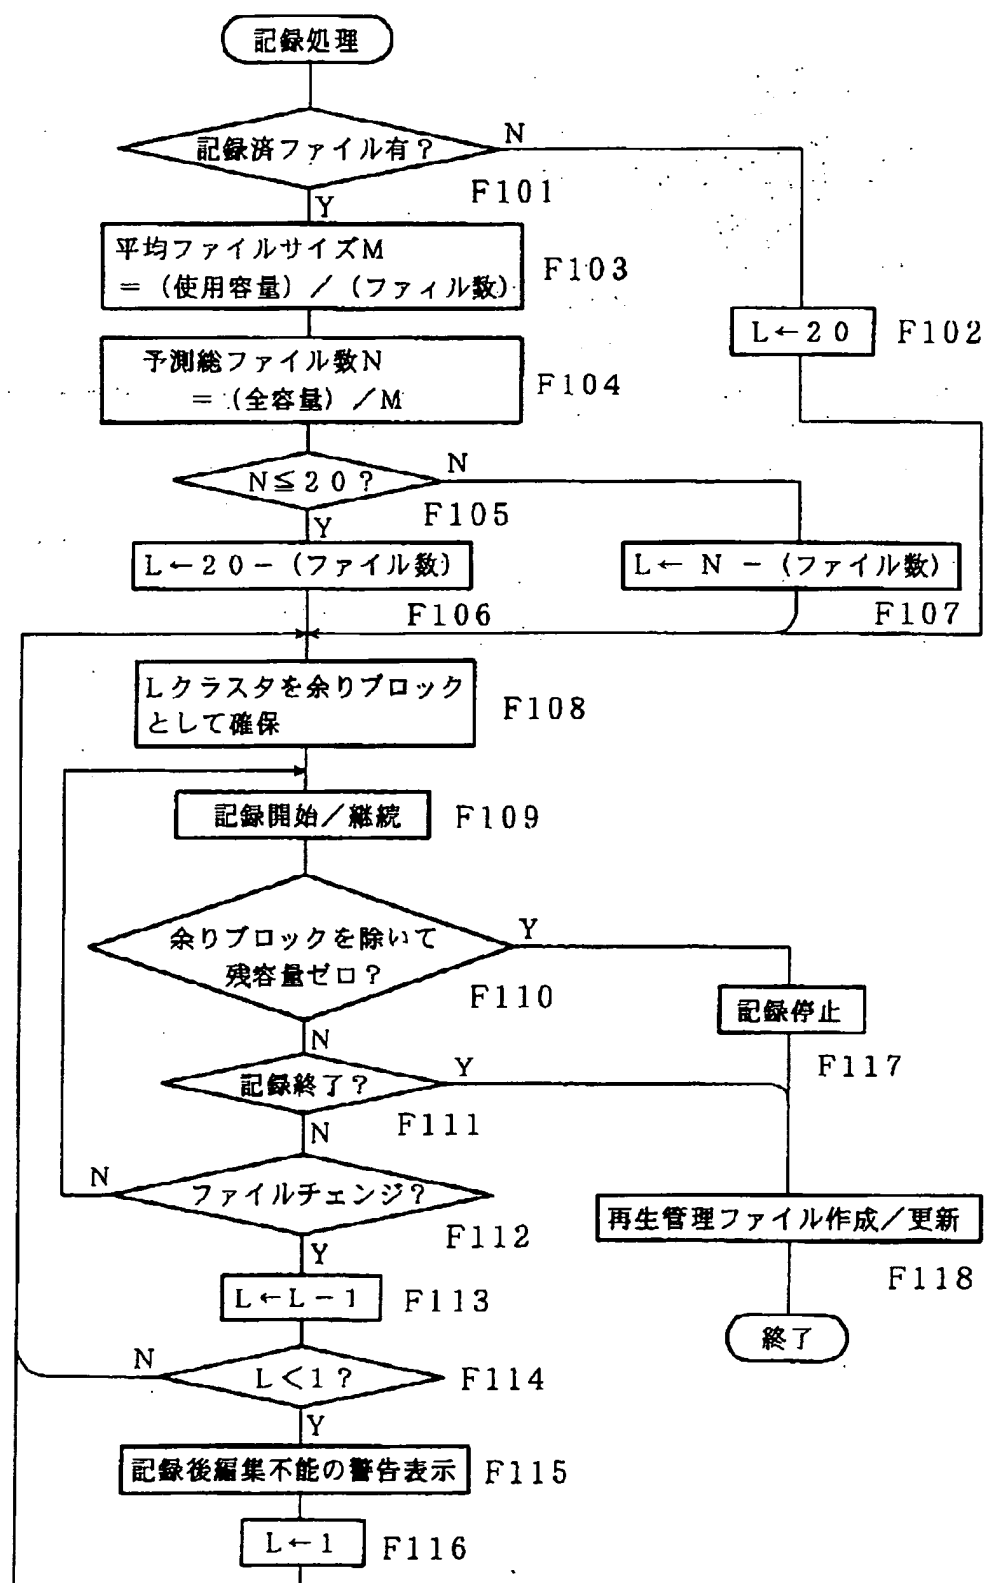 記録処理
記録済ファイル有?
N
F101
Y
平均ファイルサイズM
=(使用容量)/(ファィル数)
F103
L←20
F102
予測総ファイル数N
=(全容量)/M
F104
N≦20?
N
F105
Y
L←20-(ファイル数)
F106
L←N-(ファイル数)
F107
Lクラスタを余りブロック
として確保
F108
記録開始/継続
F109
余りブロックを除いて
残容量ゼロ?
Y
F110
N
記録停止
F117
記録終了?
Y
F111
N
ファイルチェンジ?
N
F112
Y
再生管理ファイル作成/更新
F118
終了
L←L-1
F113
L<1?
N
F114
Y
記録後編集不能の警告表示
F115
L←1
F116